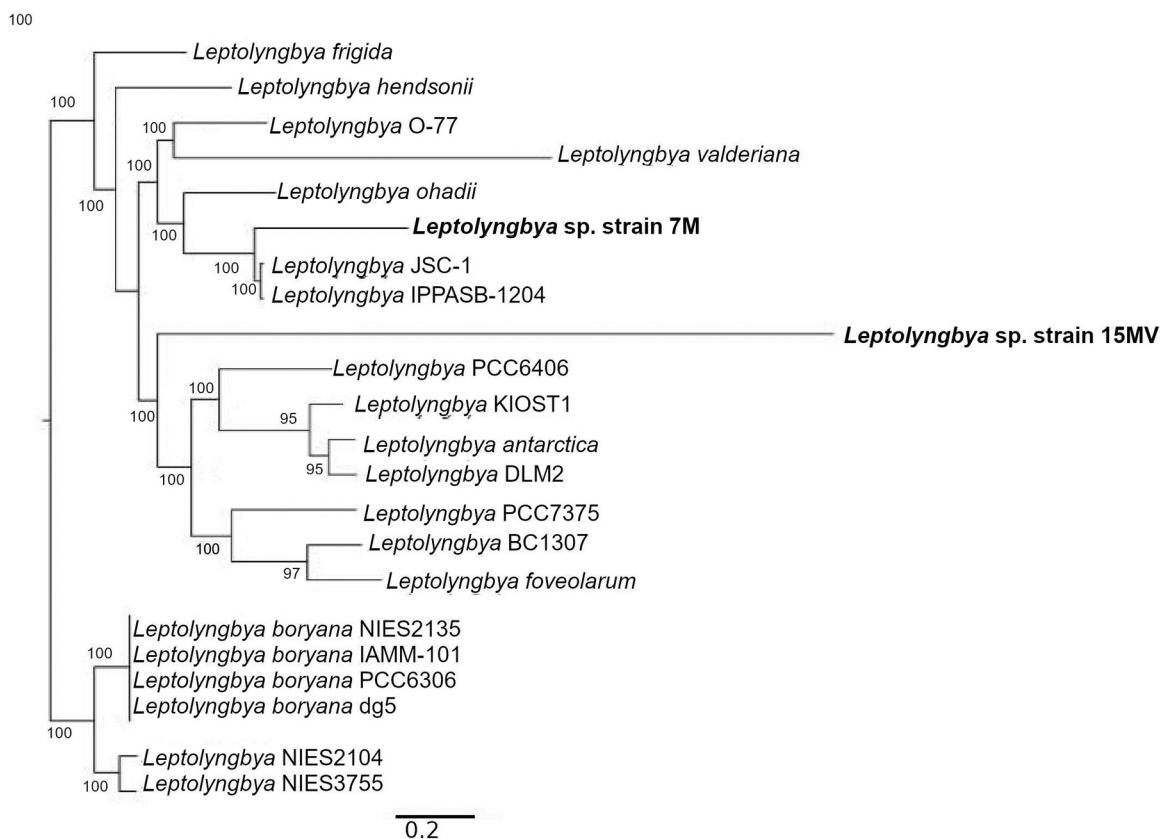 100
Leptolyngbya frigida
Leptolyngbya hendsonii
100
Leptolyngbya O-77
100
Leptolyngbya valderiana
100
Leptolyngbya ohadii
100
Leptolyngbya sp. strain 7M
100
Leptolyngbya JSC-1
100
100
Leptolyngbya IPPASB-1204
Leptolyngbya sp. strain 15MV
Leptolyngbya PCC6406
100
Leptolyngbya KIOST1
100
95
Leptolyngbya antarctica
95
Leptolyngbya DLM2
100
Leptolyngbya PCC7375
Leptolyngbya BC1307
100
97
Leptolyngbya foveolarum
Leptolyngbya boryana NIES2135
100
Leptolyngbya boryana IAMM-101
Leptolyngbya boryana PCC6306
Leptolyngbya boryana dg5
100
Leptolyngbya NIES2104
100
Leptolyngbya NIES3755
0.2